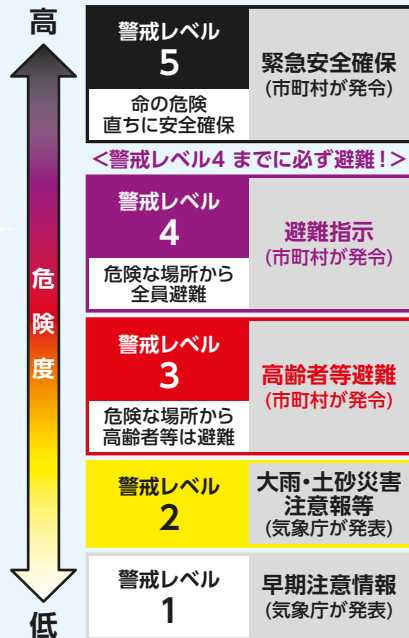 高
警戒レベル
5
命の危険
直ちに安全確保
緊急安全確保
(市町村が発令)
<警戒レベル4 までに必ず避難!>
警戒レベル
4
危険な場所から
全員避難
避難指示
(市町村が発令)
危険度
警戒レベル
3
危険な場所から
高齢者等は避難
高齢者等避難
(市町村が発令)
警戒レベル
2
大雨・土砂災害
注意報等
(気象庁が発表)
警戒レベル
1
早期注意情報
(気象庁が発表)
低